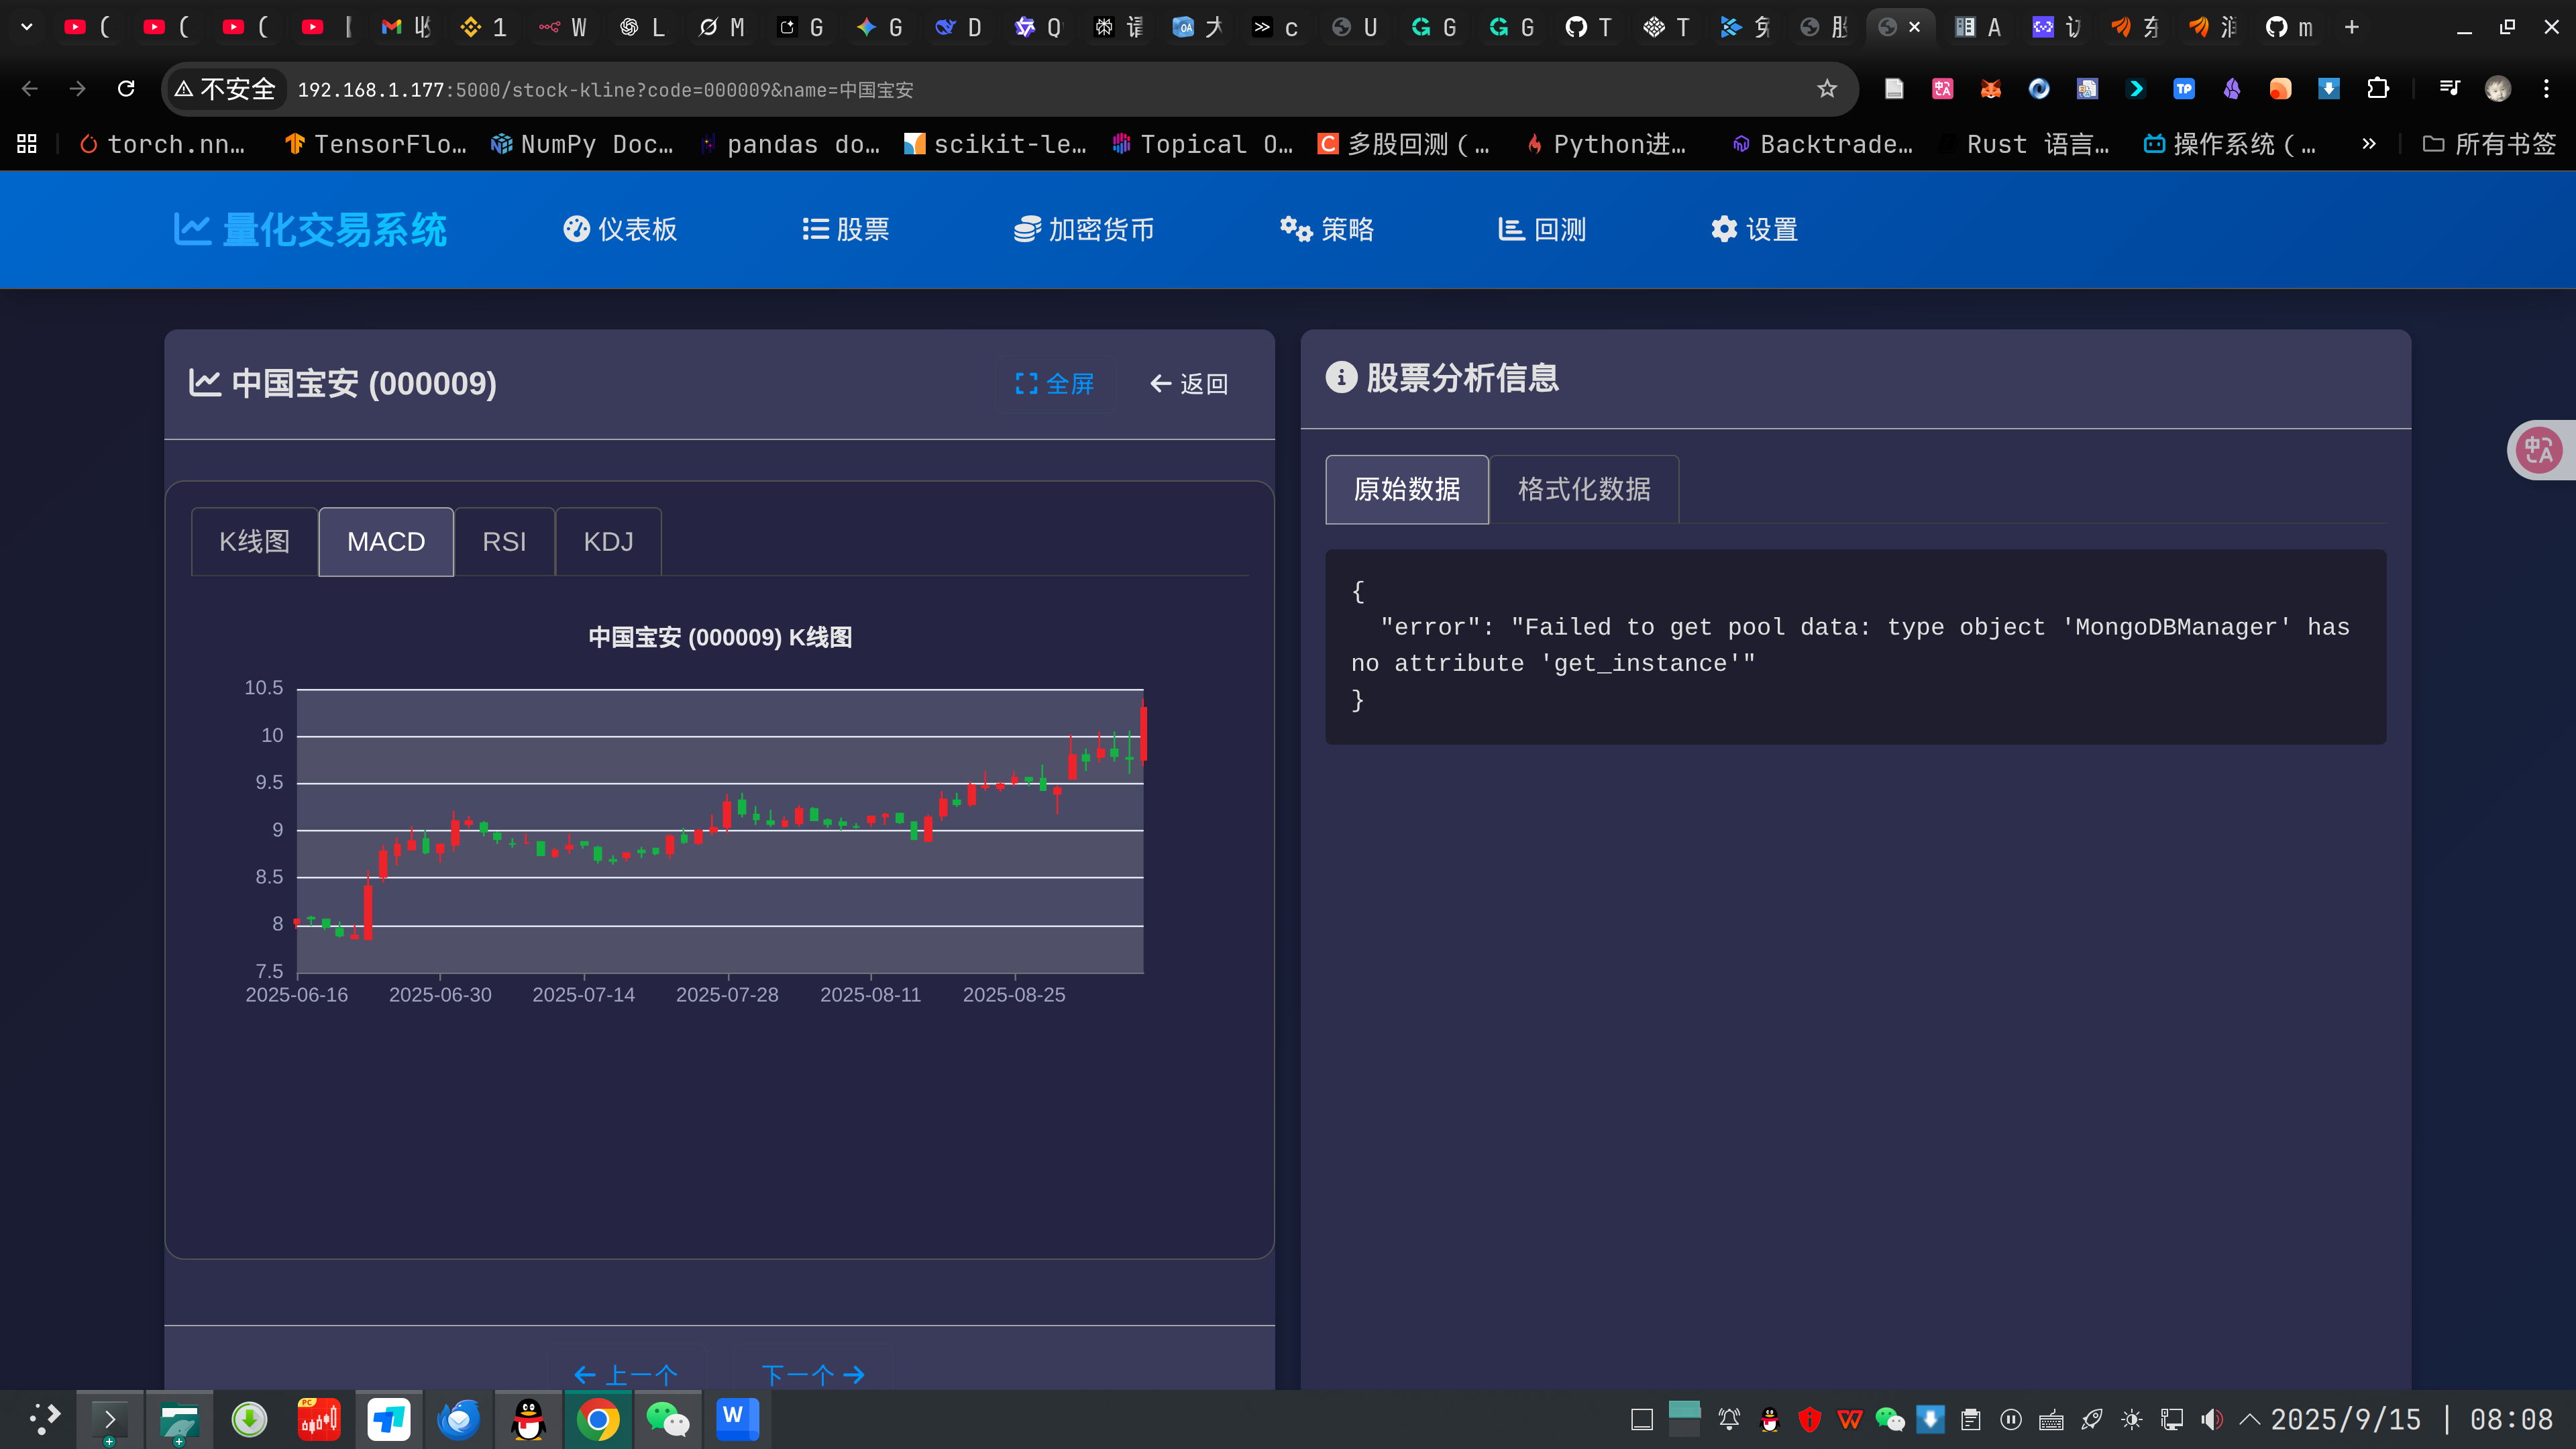 ( ( ( 1 W L M G G D Q 大 c U G G T T A m
不安全 192.168.1.177:5000/stock-kline?code=000009&name=中国宝安
torch.nn… TensorFlo… NumPy Doc… pandas do… scikit-le… Topical O… 多股回测（… Python进… Backtrade… Rust 语言… 操作系统（… 所有书签
量化交易系统 仪表板 股票 加密货币 策略 回测 设置
中国宝安 (000009) 全屏 返回
K线图 MACD RSI KDJ
中国宝安 (000009) K线图
10.5
10
9.5
9
8.5
8
7.5
2025-06-16 2025-06-30 2025-07-14 2025-07-28 2025-08-11 2025-08-25
上一个 下一个
股票分析信息
原始数据 格式化数据
{
"error": "Failed to get pool data: type object 'MongoDBManager' has
no attribute 'get_instance'"
}
2025/9/15 | 08:08